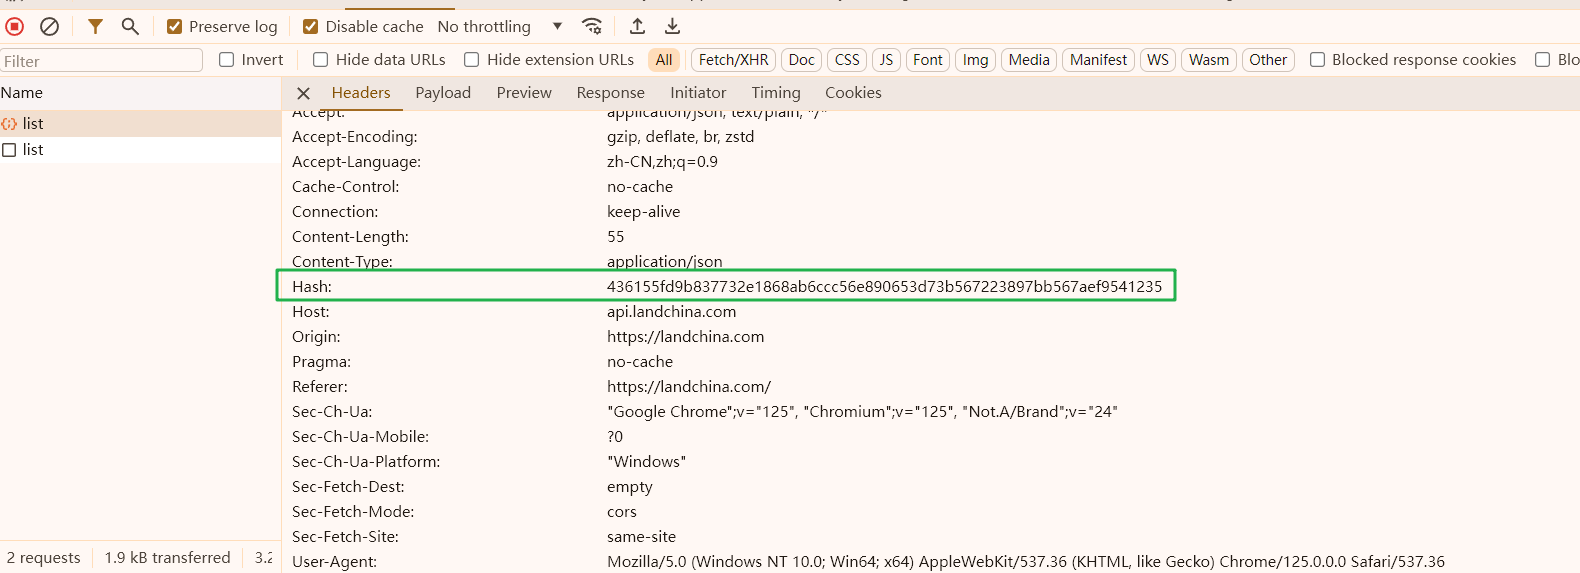 Preserve log Disable cache No throttling
Filter Invert Hide data URLs Hide extension URLs All Fetch/XHR Doc CSS JS Font Img Media Manifest WS Wasm Other Blocked response cookies Blo
Name Headers Payload Preview Response Initiator Timing Cookies
list
list
Accept: application/json, text/plain, */*
Accept-Encoding: gzip, deflate, br, zstd
Accept-Language: zh-CN,zh;q=0.9
Cache-Control: no-cache
Connection: keep-alive
Content-Length: 55
Content-Type: application/json
Hash: 436155fd9b837732e1868ab6ccc56e890653d73b567223897bb567aef9541235
Host: api.landchina.com
Origin: https://landchina.com
Pragma: no-cache
Referer: https://landchina.com/
Sec-Ch-Ua: "Google Chrome";v="125", "Chromium";v="125", "Not.A/Brand";v="24"
Sec-Ch-Ua-Mobile: ?0
Sec-Ch-Ua-Platform: "Windows"
Sec-Fetch-Dest: empty
Sec-Fetch-Mode: cors
Sec-Fetch-Site: same-site
User-Agent: Mozilla/5.0 (Windows NT 10.0; Win64; x64) AppleWebKit/537.36 (KHTML, like Gecko) Chrome/125.0.0.0 Safari/537.36
2 requests 1.9 kB transferred 3.2